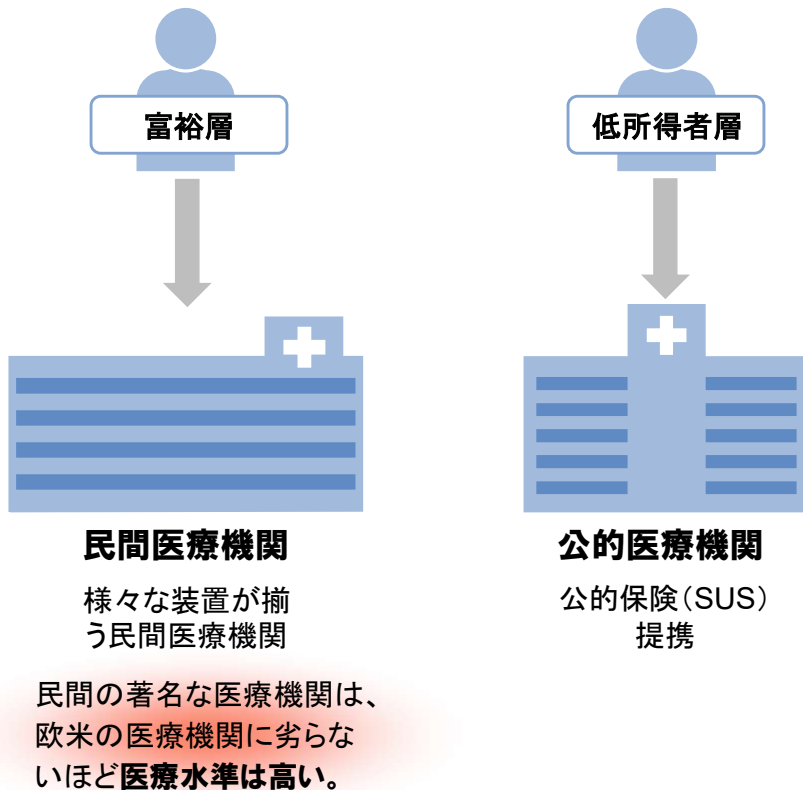 富裕層
低所得者層
民間医療機関
様々な装置が揃
う民間医療機関
民間の著名な医療機関は、
欧米の医療機関に劣らな
いほど医療水準は高い。
公的医療機関
公的保険（SUS）
提携